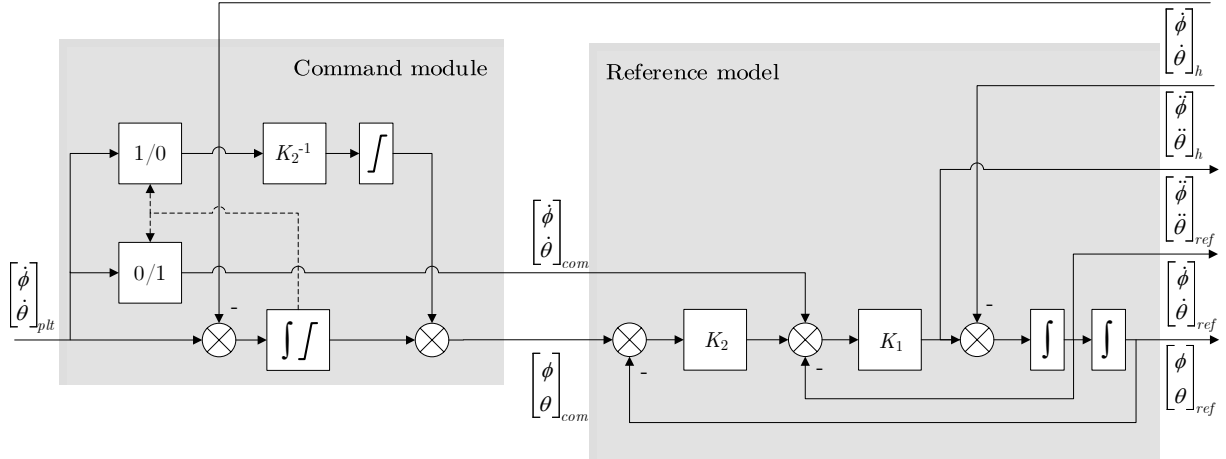 Command module
Reference model
[ϕ̇ θ̇]h
[ϕ̈ θ̈]h
[ϕ̈ θ̈]ref
[ϕ̇ θ̇]ref
[ϕ θ]ref
1/0
K₂⁻¹
[ϕ̇ θ̇]com
0/1
[ϕ̇ θ̇]plt
-
∫
K₂
-
K₁
-
∫
∫
-
[ϕ θ]com